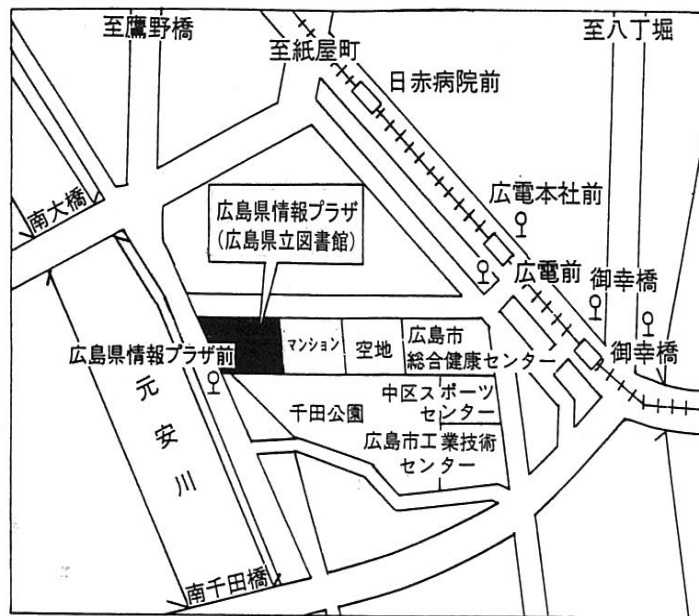 至鷹野橋
至紙屋町
至八丁堀
日赤病院前
南大橋
広島県情報プラザ
(広島県立図書館)
広電本社前
広電前
御幸橋
御幸橋
マンション
空地
広島市
総合健康センター
広島県情報プラザ前
千田公園
中区スポーツ
センター
広島市工業技術
センター
元安川
南千田橋